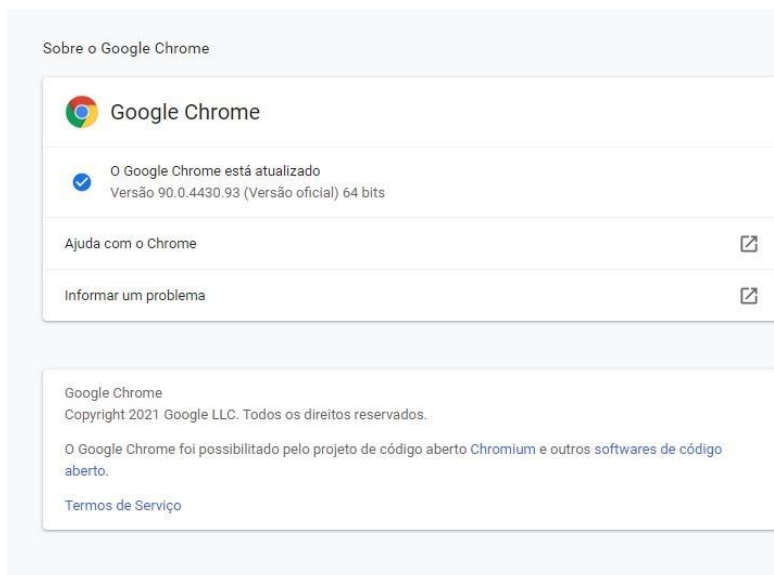 Sobre o Google Chrome
Google Chrome
O Google Chrome está atualizado
Versão 90.0.4430.93 (Versão oficial) 64 bits
Ajuda com o Chrome
Informar um problema
Google Chrome
Copyright 2021 Google LLC. Todos os direitos reservados.
O Google Chrome foi possibilitado pelo projeto de código aberto Chromium e outros softwares de código
aberto.
Termos de Serviço